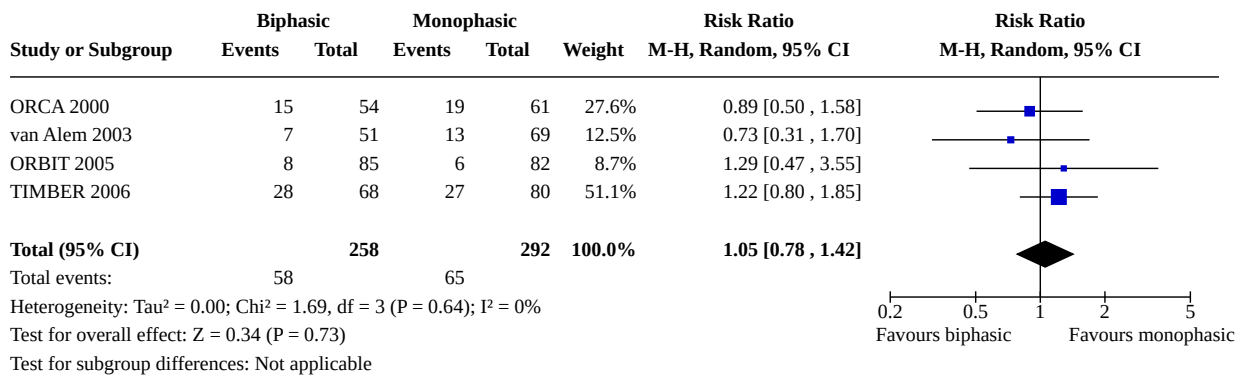 Biphasic Monophasic Risk Ratio Risk Ratio
Study or Subgroup Events Total Events Total Weight M-H, Random, 95% CI M-H, Random, 95% CI
ORCA 2000 15 54 19 61 27.6% 0.89 [0.50 , 1.58]
van Alem 2003 7 51 13 69 12.5% 0.73 [0.31 , 1.70]
ORBIT 2005 8 85 6 82 8.7% 1.29 [0.47 , 3.55]
TIMBER 2006 28 68 27 80 51.1% 1.22 [0.80 , 1.85]
Total (95% CI) 258 292 100.0% 1.05 [0.78 , 1.42]
Total events: 58 65
Heterogeneity: Tau² = 0.00; Chi² = 1.69, df = 3 (P = 0.64); I² = 0% 0.2 0.5 1 2 5
Test for overall effect: Z = 0.34 (P = 0.73) Favours biphasic Favours monophasic
Test for subgroup differences: Not applicable